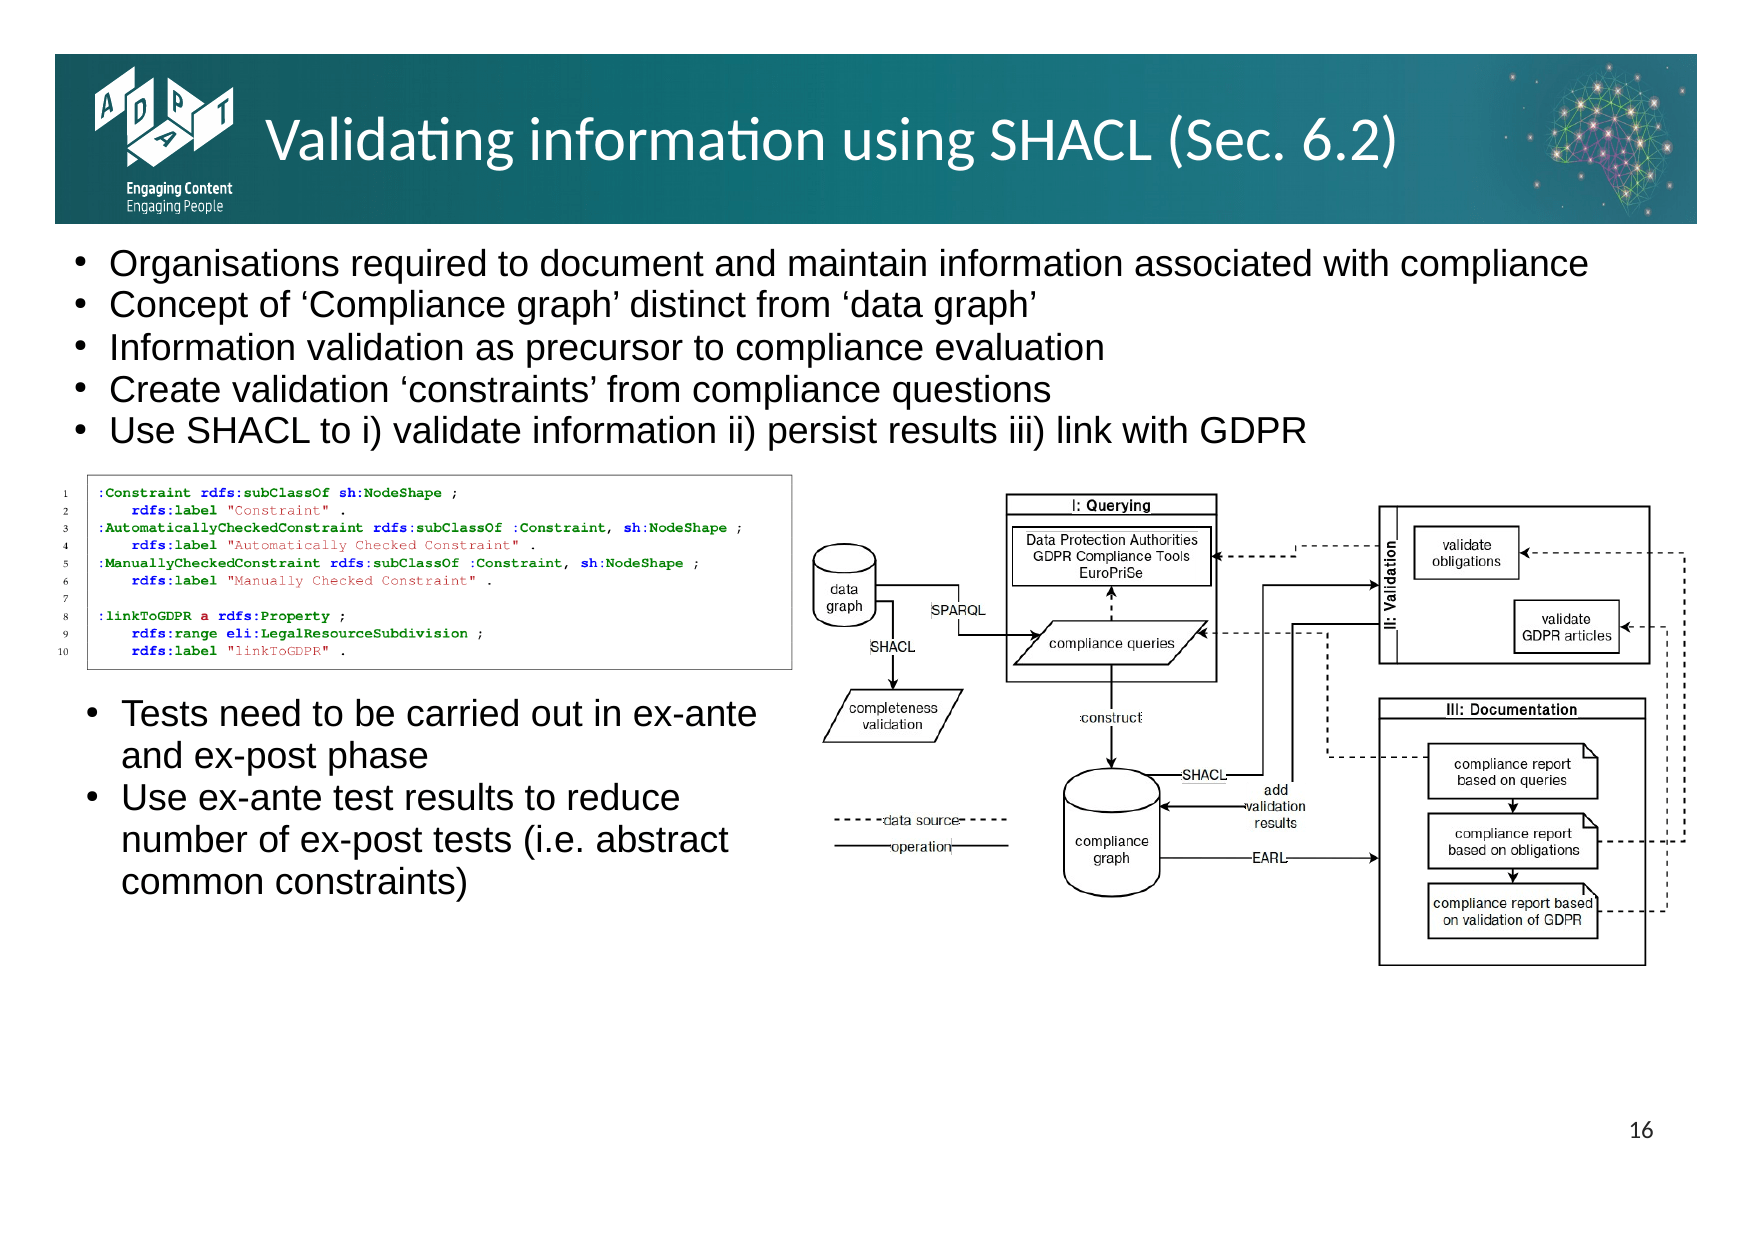 A D A P T
Engaging Content
Engaging People
Validating information using SHACL (Sec. 6.2)
• Organisations required to document and maintain information associated with compliance
• Concept of ‘Compliance graph’ distinct from ‘data graph’
• Information validation as precursor to compliance evaluation
• Create validation ‘constraints’ from compliance questions
• Use SHACL to i) validate information ii) persist results iii) link with GDPR
1 :Constraint rdfs:subClassOf sh:NodeShape ;
2 rdfs:label "Constraint" .
3 :AutomaticallyCheckedConstraint rdfs:subClassOf :Constraint, sh:NodeShape ;
4 rdfs:label "Automatically Checked Constraint" .
5 :ManuallyCheckedConstraint rdfs:subClassOf :Constraint, sh:NodeShape ;
6 rdfs:label "Manually Checked Constraint" .
7
8 :linkToGDPR a rdfs:Property ;
9 rdfs:range eli:LegalResourceSubdivision ;
10 rdfs:label "linkToGDPR" .
• Tests need to be carried out in ex-ante
and ex-post phase
• Use ex-ante test results to reduce
number of ex-post tests (i.e. abstract
common constraints)
data
graph
SPARQL
SHACL
completeness
validation
data source
operation
I: Querying
Data Protection Authorities
GDPR Compliance Tools
EuroPriSe
compliance queries
construct
compliance
graph
SHACL
add
validation
results
EARL
II: Validation
validate
obligations
validate
GDPR articles
III: Documentation
compliance report
based on queries
compliance report
based on obligations
compliance report based
on validation of GDPR
16